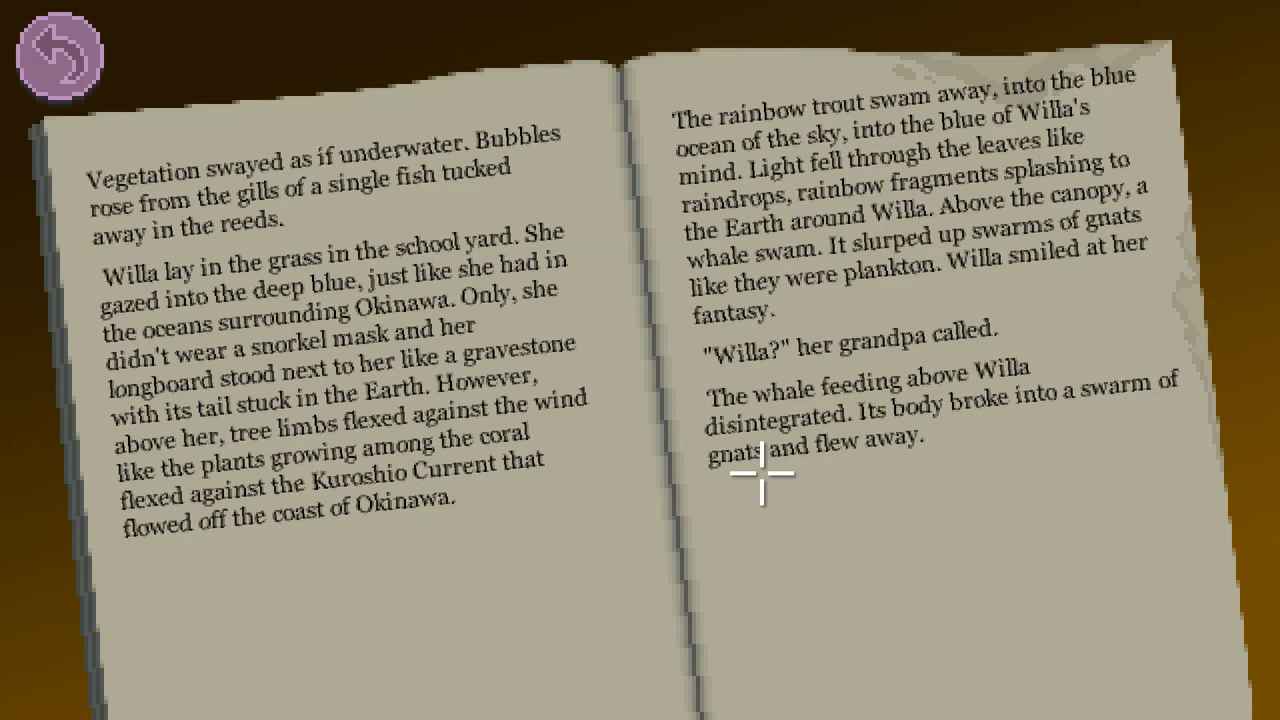 Vegetation swayed as if underwater. Bubbles
rose from the gills of a single fish tucked
away in the reeds.
Willa lay in the grass in the school yard. She
gazed into the deep blue, just like she had in
the oceans surrounding Okinawa. Only, she
didn't wear a snorkel mask and her
longboard stood next to her like a gravestone
with its tail stuck in the Earth. However,
above her, tree limbs flexed against the wind
like the plants growing among the coral
flexed against the Kuroshio Current that
flowed off the coast of Okinawa.
The rainbow trout swam away, into the blue
ocean of the sky, into the blue of Willa's
mind. Light fell through the leaves like
raindrops, rainbow fragments splashing to
the Earth around Willa. Above the canopy, a
whale swam. It slurped up swarms of gnats
like they were plankton. Willa smiled at her
fantasy.
"Willa?" her grandpa called.
The whale feeding above Willa
disintegrated. Its body broke into a swarm of
gnats and flew away.